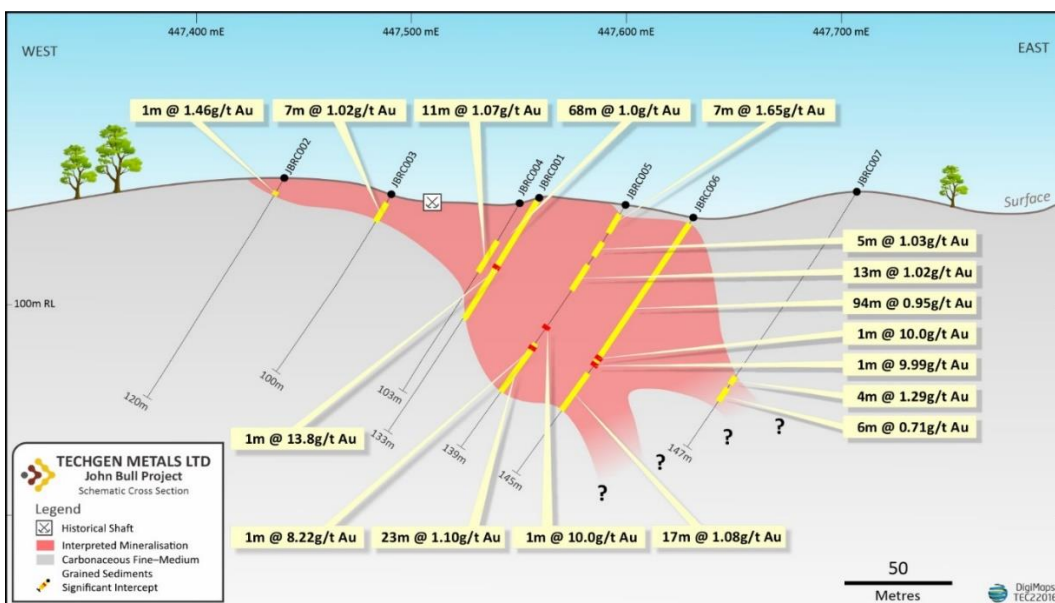 447,400 mE
447,500 mE
447,600 mE
447,700 mE
WEST
EAST
1m @ 1.46g/t Au
7m @ 1.02g/t Au
11m @ 1.07g/t Au
68m @ 1.0g/t Au
7m @ 1.65g/t Au
JBRC002
JBRC003
JBRC004
JBRC001
JBRC005
JBRC006
JBRC007
Surface
5m @ 1.03g/t Au
13m @ 1.02g/t Au
100m RL
94m @ 0.95g/t Au
1m @ 10.0g/t Au
1m @ 9.99g/t Au
4m @ 1.29g/t Au
6m @ 0.71g/t Au
120m
100m
103m
133m
139m
145m
147m
?
?
?
?
1m @ 13.8g/t Au
1m @ 8.22g/t Au
23m @ 1.10g/t Au
1m @ 10.0g/t Au
17m @ 1.08g/t Au
TECHGEN METALS LTD
John Bull Project
Schematic Cross Section
Legend
Historical Shaft
Interpreted Mineralisation
Carbonaceous Fine–Medium
Grained Sediments
Significant Intercept
50
Metres
DigiMaps
TEC22016